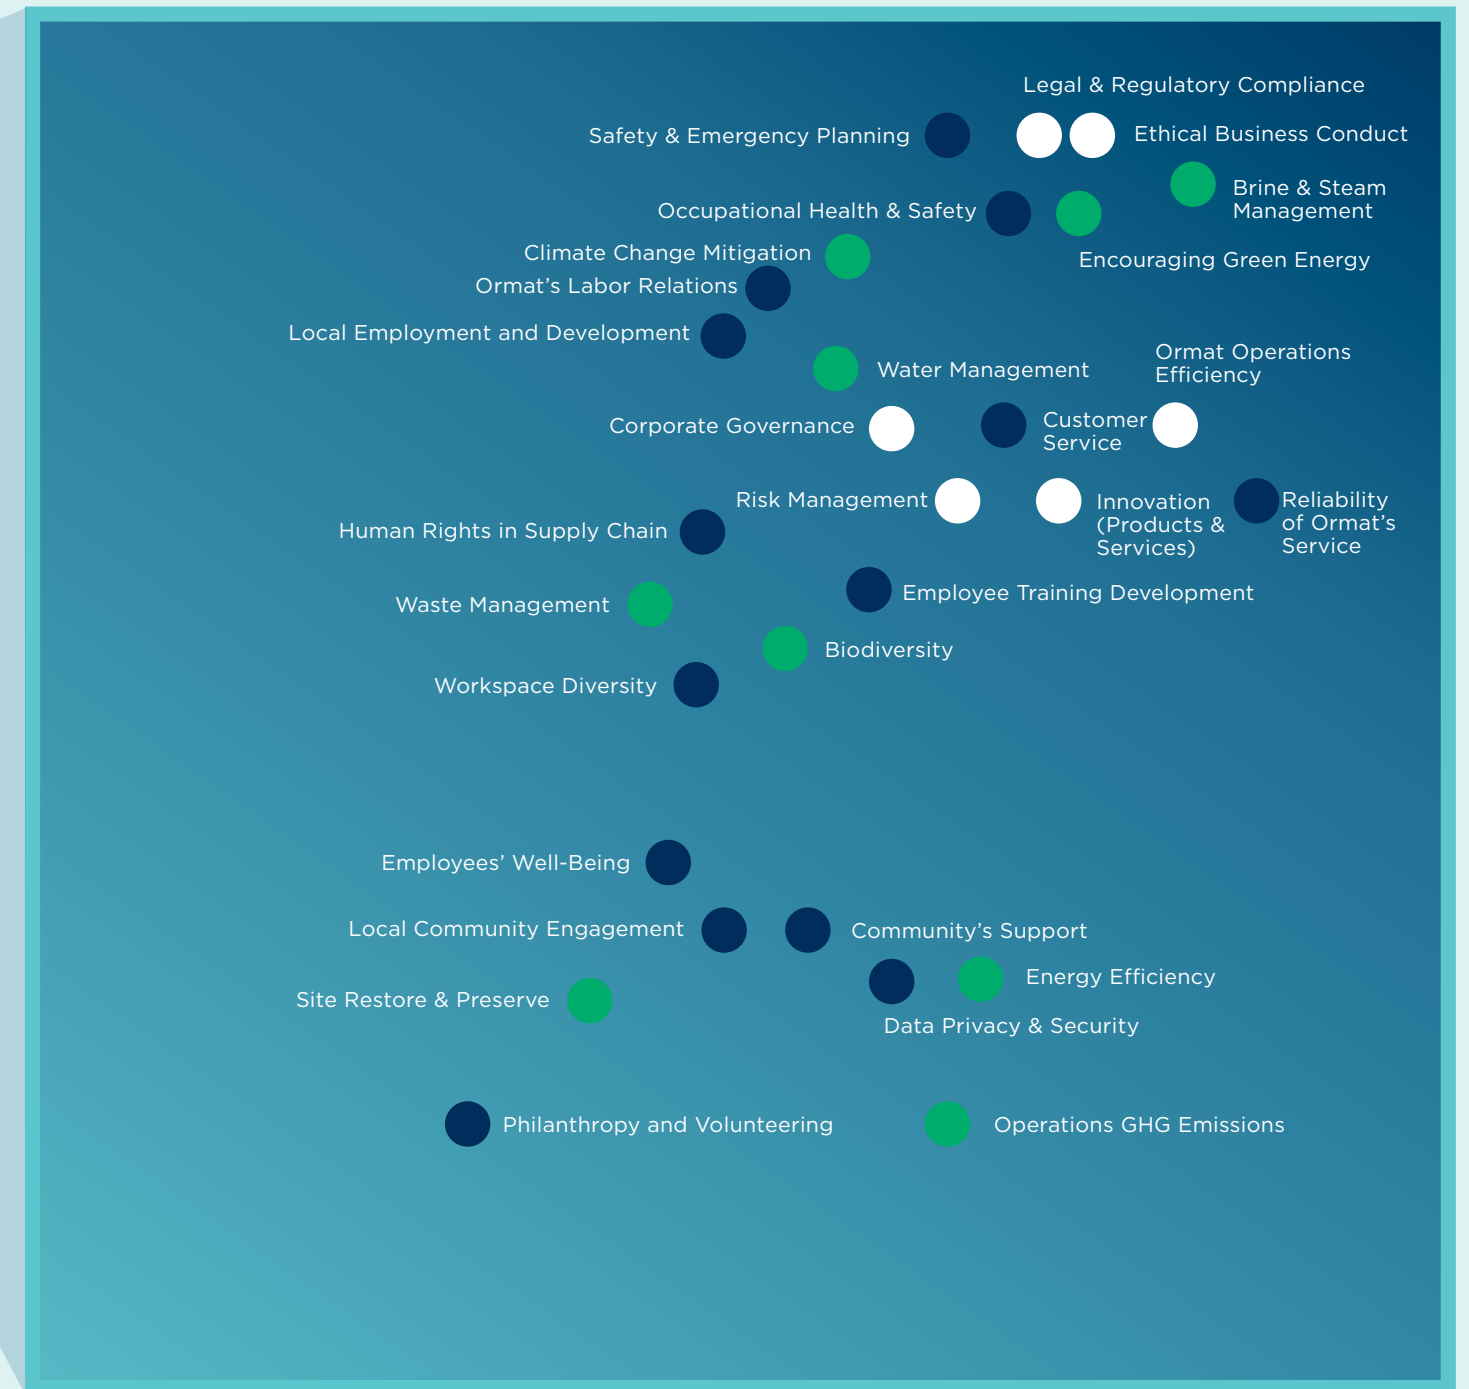 Legal & Regulatory Compliance
Safety & Emergency Planning
Ethical Business Conduct
Brine & Steam
Management
Occupational Health & Safety
Encouraging Green Energy
Climate Change Mitigation
Ormat’s Labor Relations
Local Employment and Development
Ormat Operations
Efficiency
Water Management
Corporate Governance
Customer
Service
Risk Management
Innovation
(Products &
Services)
Reliability
of Ormat’s
Service
Human Rights in Supply Chain
Waste Management
Employee Training Development
Biodiversity
Workspace Diversity
Employees’ Well-Being
Local Community Engagement
Community’s Support
Energy Efficiency
Site Restore & Preserve
Data Privacy & Security
Philanthropy and Volunteering
Operations GHG Emissions